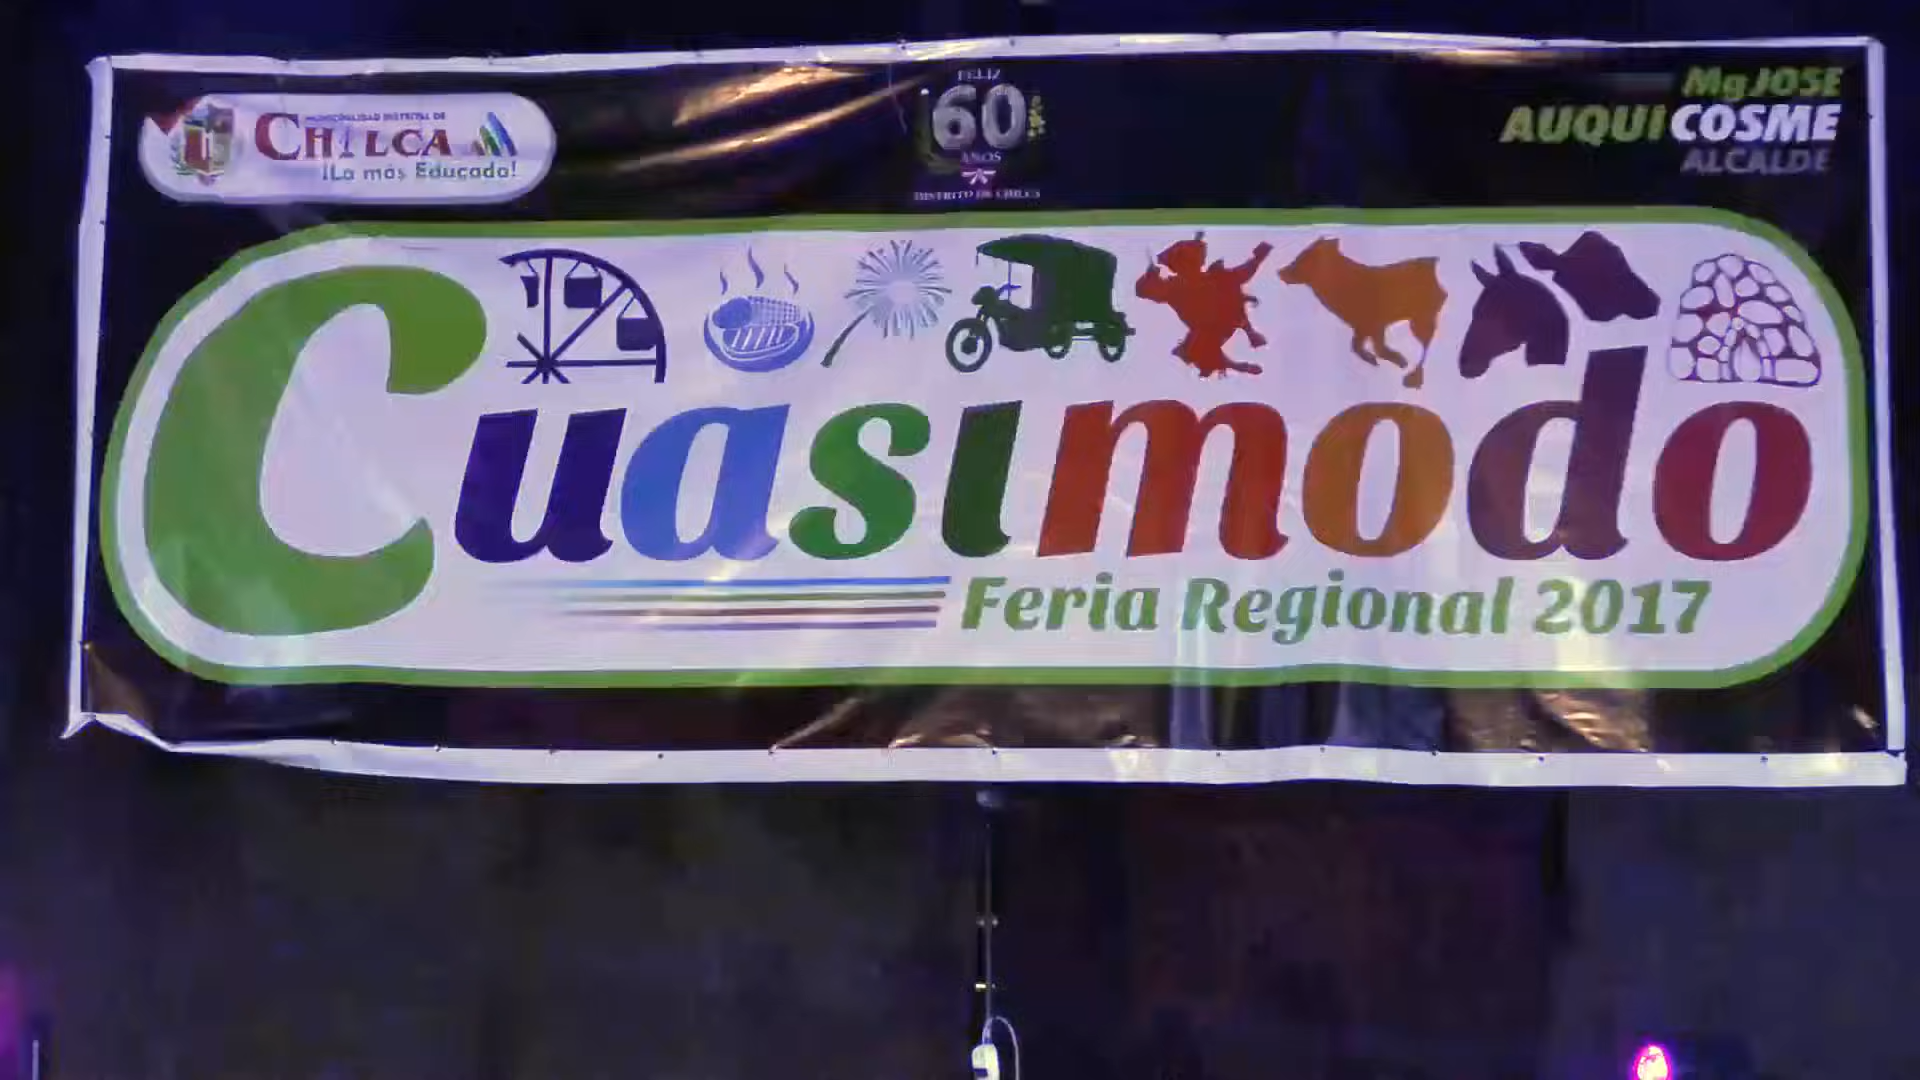 MUNICIPALIDAD DISTRITAL DE
CHILCA
¡La más Educada!
FELIZ
60
AÑOS
DISTRITO DE CHILCA
Mg JOSE
AUQUI COSME
ALCALDE
Cuasimodo
Feria Regional 2017